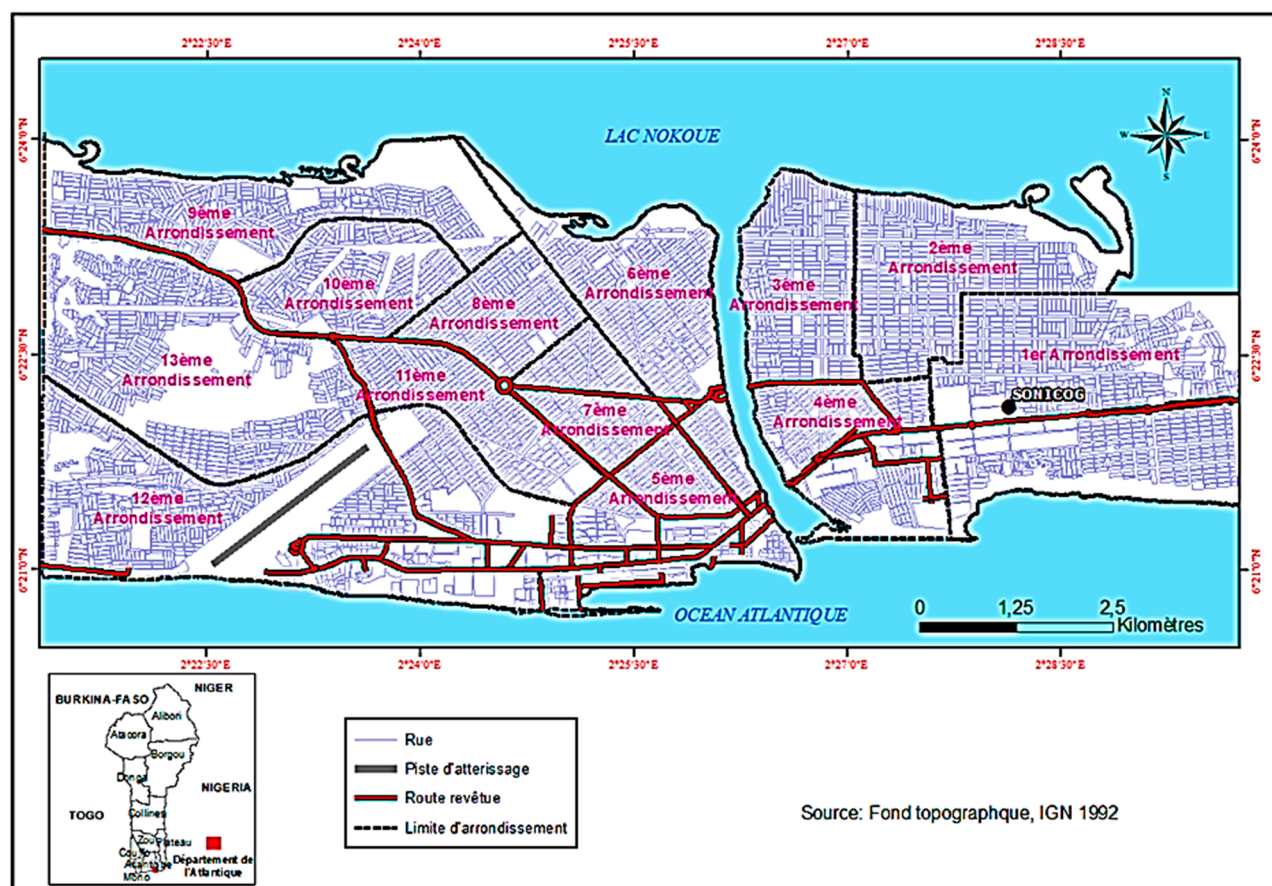 2°22'30"E
2°24'0"E
2°25'30"E
2°27'0"E
2°28'30"E
6°24'0"N
6°24'0"N
LAC NOKOUE
N
W
E
S
9ème
Arrondissement
2ème
Arrondissement
6ème
Arrondissement
3ème
Arrondissement
10ème
Arrondissement
8ème
Arrondissement
6°22'30"N
6°22'30"N
13ème
Arrondissement
1er Arrondissement
11ème
Arrondissement
SONICOG
7ème
Arrondissement
4ème
Arrondissement
5ème
Arrondissement
12ème
Arrondissement
6°21'0"N
6°21'0"N
OCEAN ATLANTIQUE
0
1,25
2,5
Kilomètres
2°22'30"E
2°24'0"E
2°25'30"E
2°27'0"E
2°28'30"E
BURKINA-FASO
NIGER
Alibori
Atacora
Borgou
Donga
NIGERIA
TOGO
Collines
Zou
Plateau
Couffo
Atlantique
Mono
Département de
l'Atlantique
Rue
Piste d'atterissage
Route revêtue
Limite d'arrondissement
Source: Fond topographque, IGN 1992